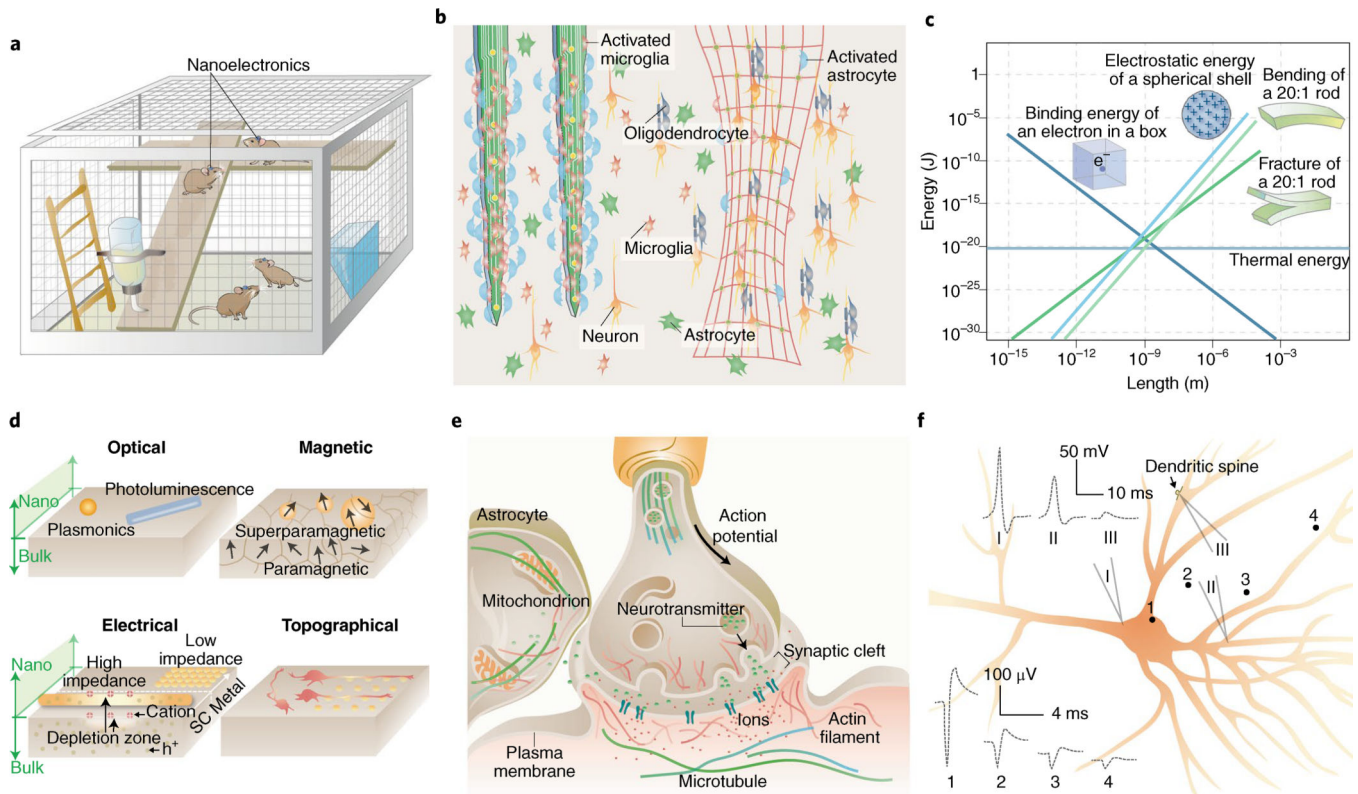 a
Nanoelectronics
b
Activated
microglia
Activated
astrocyte
Oligodendrocyte
Microglia
Neuron
Astrocyte
c
Electrostatic energy
of a spherical shell
Bending of
a 20:1 rod
Binding energy of
an electron in a box
e–
Fracture of
a 20:1 rod
Thermal energy
Energy (J)
1
10–5
10–10
10–15
10–20
10–25
10–30
10–15
10–12
10–9
10–6
10–3
Length (m)
d
Optical
Magnetic
Nano
Bulk
Photoluminescence
Plasmonics
Superparamagnetic
Paramagnetic
Electrical
Topographical
Nano
Bulk
High
impedance
Low
impedance
SC Metal
Cation
Depletion zone
h+
e
Astrocyte
Action
potential
Mitochondrion
Neurotransmitter
Synaptic cleft
Ions
Actin
filament
Plasma
membrane
Microtubule
f
50 mV
10 ms
Dendritic spine
I
II
III
4
III
I
2
II
3
1
100 μV
4 ms
1
2
3
4